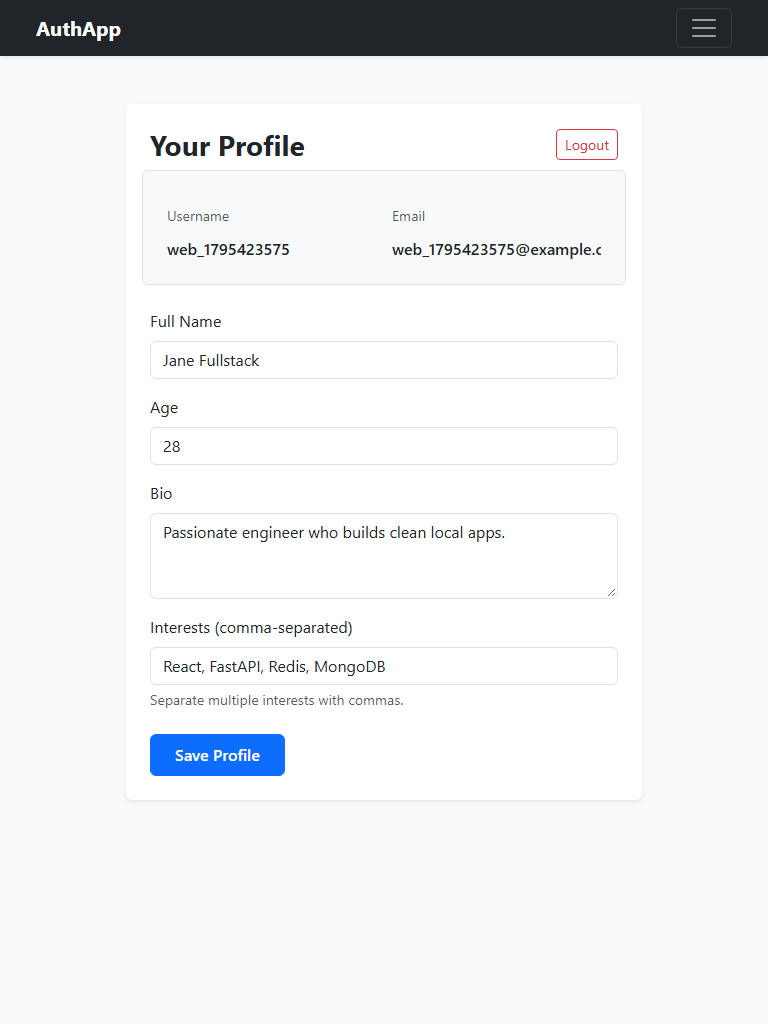 AuthApp
Your Profile
Logout
Username
Email
web_1795423575
web_1795423575@example.c
Full Name
Jane Fullstack
Age
28
Bio
Passionate engineer who builds clean local apps.
Interests (comma-separated)
React, FastAPI, Redis, MongoDB
Separate multiple interests with commas.
Save Profile